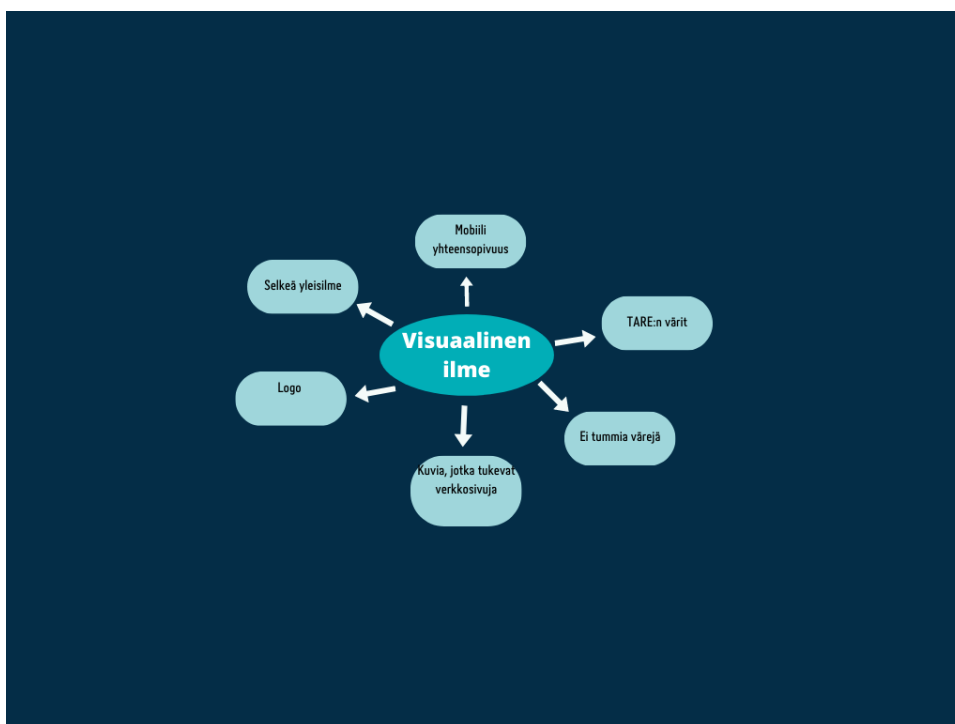 Mobiili
yhteensopivuus
Selkeä yleisilme
TARE:n värit
Visuaalinen
ilme
Logo
Ei tummia värejä
Kuvia, jotka tukevat
verkkosivuja